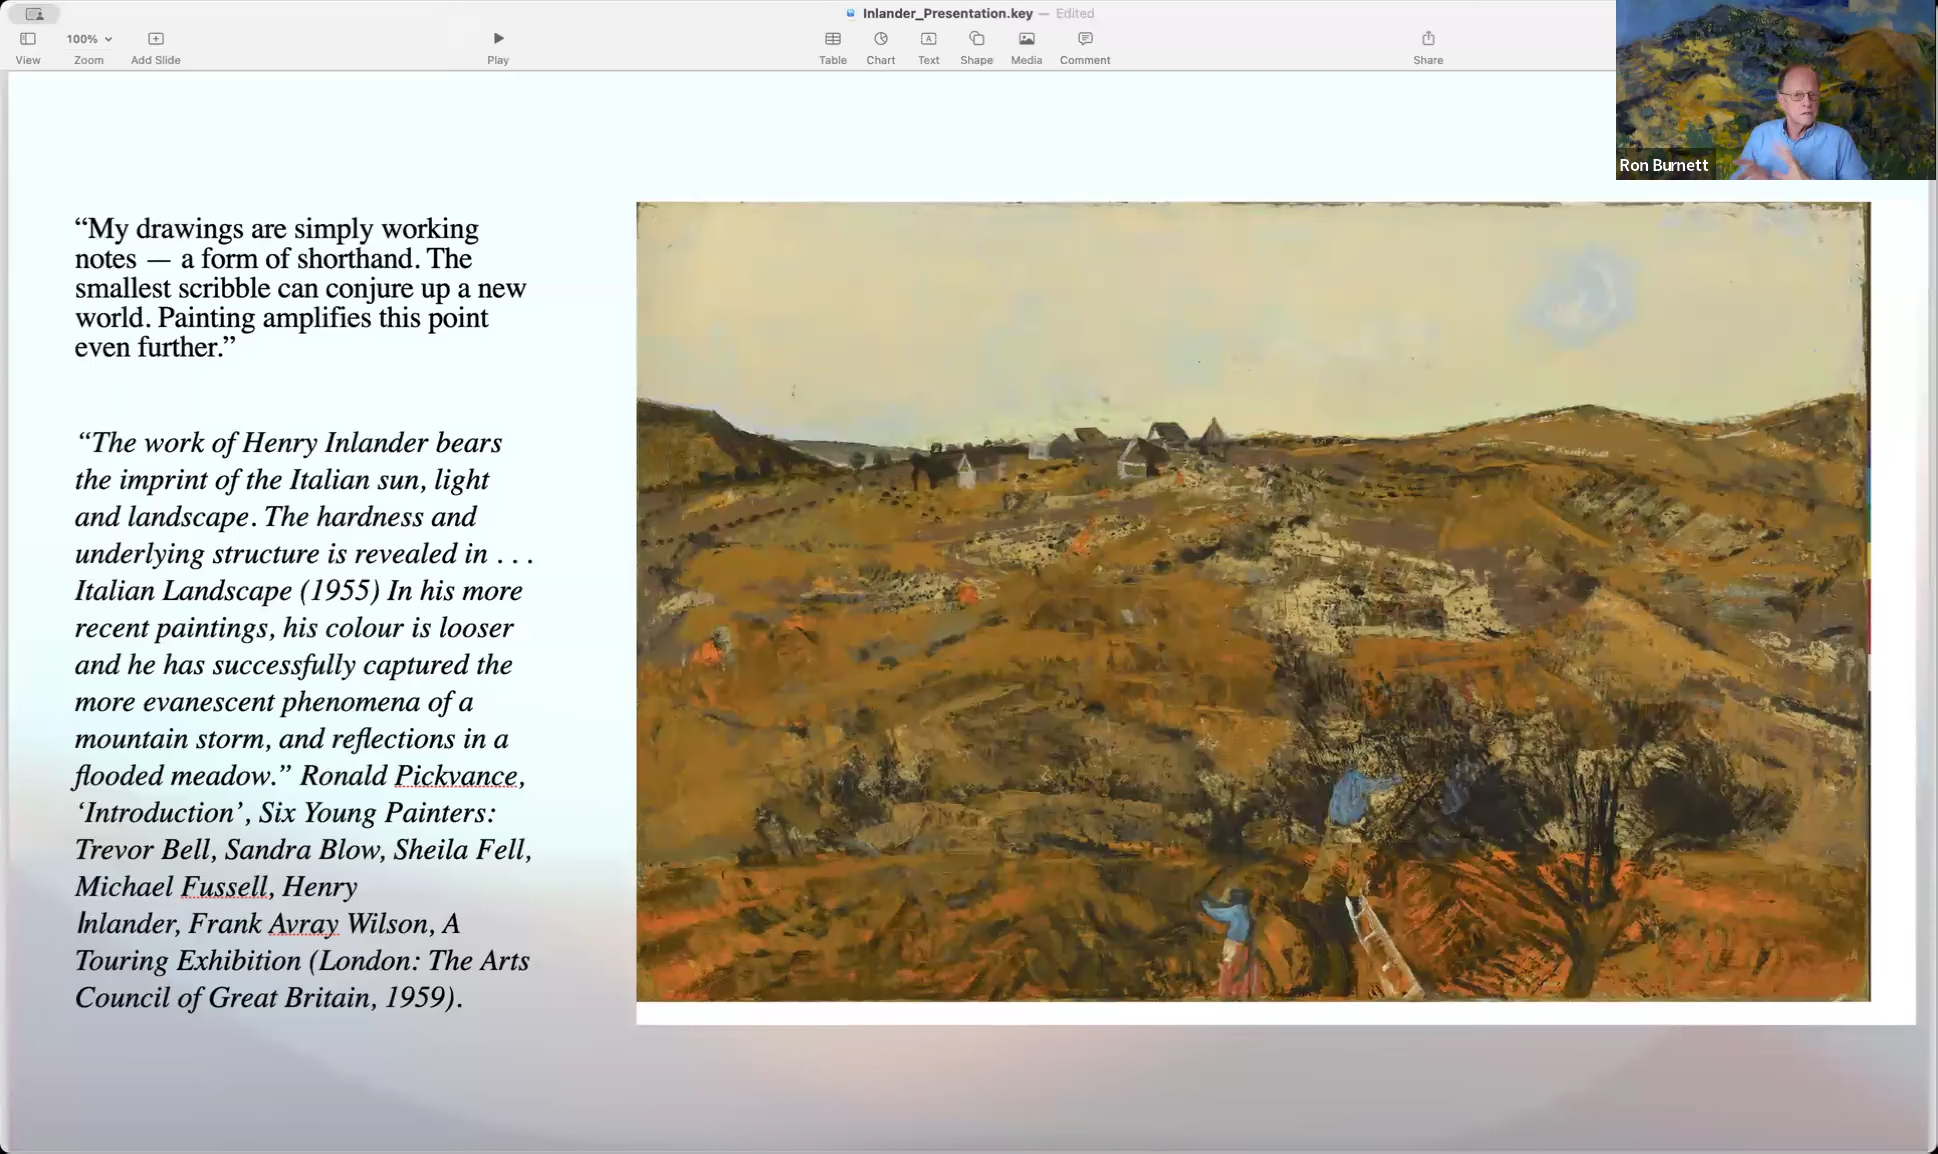 Inlander_Presentation.key — Edited
100%
View
Zoom
Add Slide
Play
Table
Chart
Text
Shape
Media
Comment
Share
Ron Burnett
“My drawings are simply working
notes — a form of shorthand. The
smallest scribble can conjure up a new
world. Painting amplifies this point
even further.”
“The work of Henry Inlander bears
the imprint of the Italian sun, light
and landscape. The hardness and
underlying structure is revealed in . . .
Italian Landscape (1955) In his more
recent paintings, his colour is looser
and he has successfully captured the
more evanescent phenomena of a
mountain storm, and reflections in a
flooded meadow.” Ronald Pickvance,
‘Introduction’, Six Young Painters:
Trevor Bell, Sandra Blow, Sheila Fell,
Michael Fussell, Henry
Inlander, Frank Avray Wilson, A
Touring Exhibition (London: The Arts
Council of Great Britain, 1959).